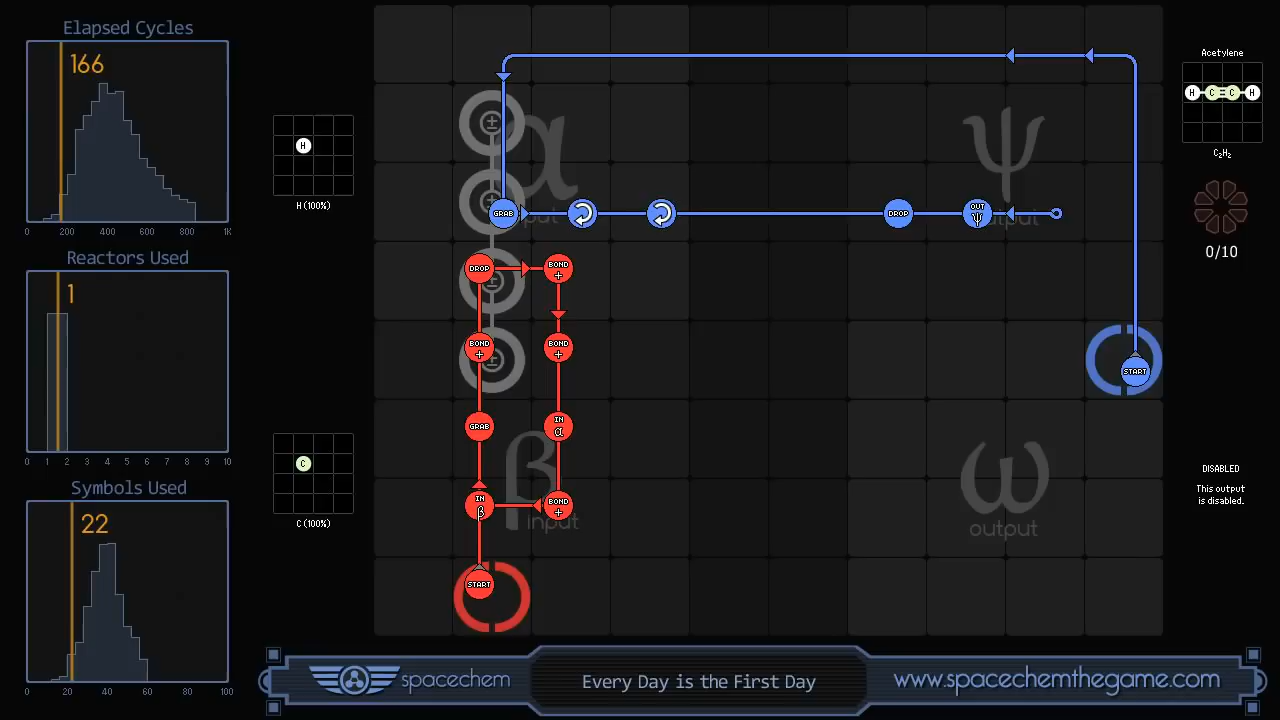 Elapsed Cycles
166
0 200 400 600 800 1K
Reactors Used
1
0 1 2 3 4 5 6 7 8 9 10
Symbols Used
22
0 20 40 60 80 100
H
H (100%)
C
C (100%)
α
input
ψ
output
β
input
ω
output
GRAB
DROP
OUT
ψ
DROP
BOND
+
BOND
+
BOND
+
GRAB
IN
α
IN
β
BOND
+
START
START
Acetylene
H C C H
C₂H₂
0/10
DISABLED
This output
is disabled.
spacechem
Every Day is the First Day
www.spacechemthegame.com